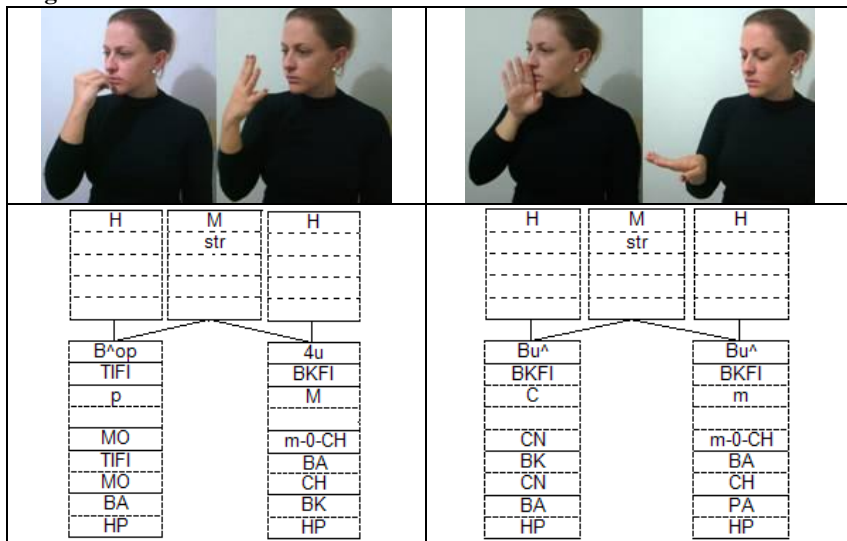 H M H
str
B^op 4u
TIFI BKFI
p M
MO m-0-CH
TIFI BA
MO CH
BA BK
HP HP
H M H
str
Bu^ Bu^
BKFI BKFI
C m
CN m-0-CH
BK BA
CN CH
BA PA
HP HP